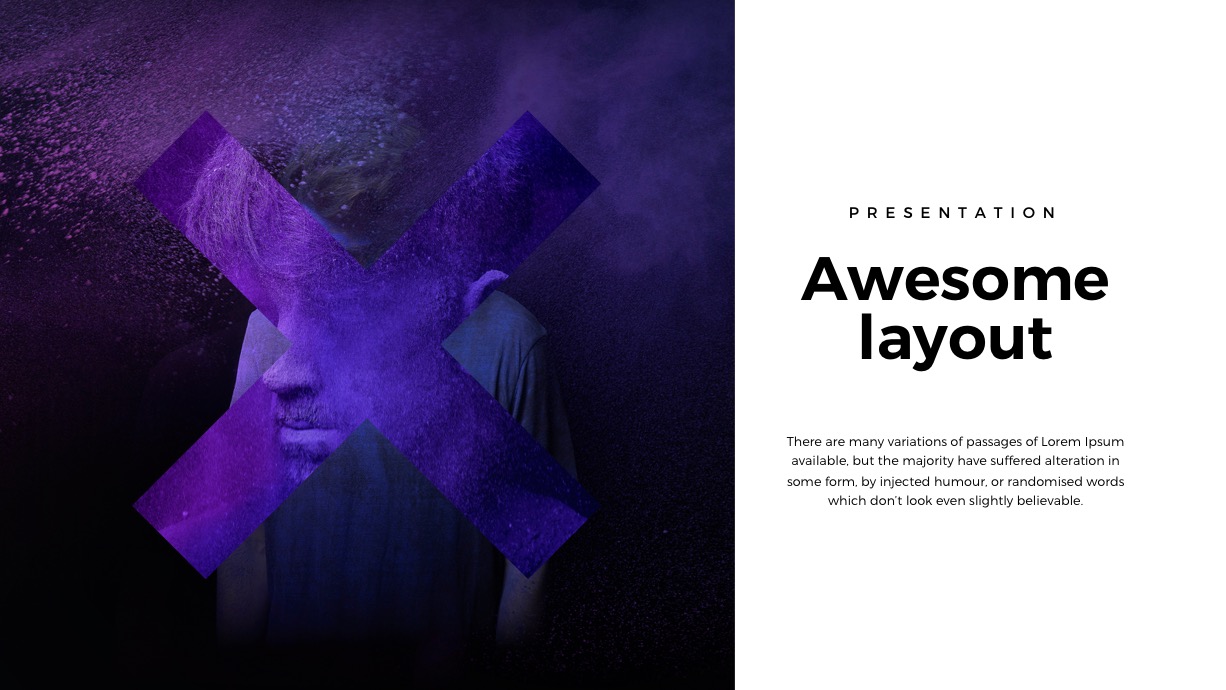 PRESENTATION
Awesome
layout
There are many variations of passages of Lorem Ipsum
available, but the majority have suffered alteration in
some form, by injected humour, or randomised words
which don't look even slightly believable.